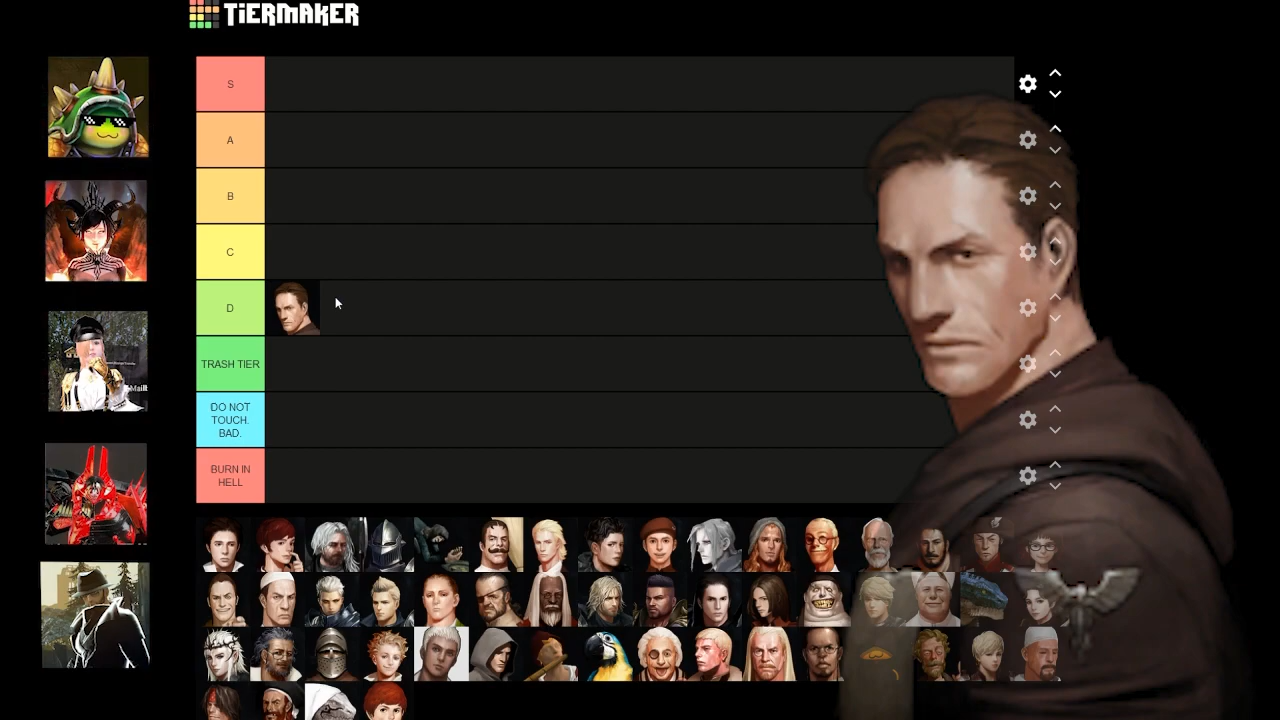 TiERMAKER
S
A
B
C
D
TRASH TIER
DO NOT
TOUCH.
BAD.
BURN IN
HELL